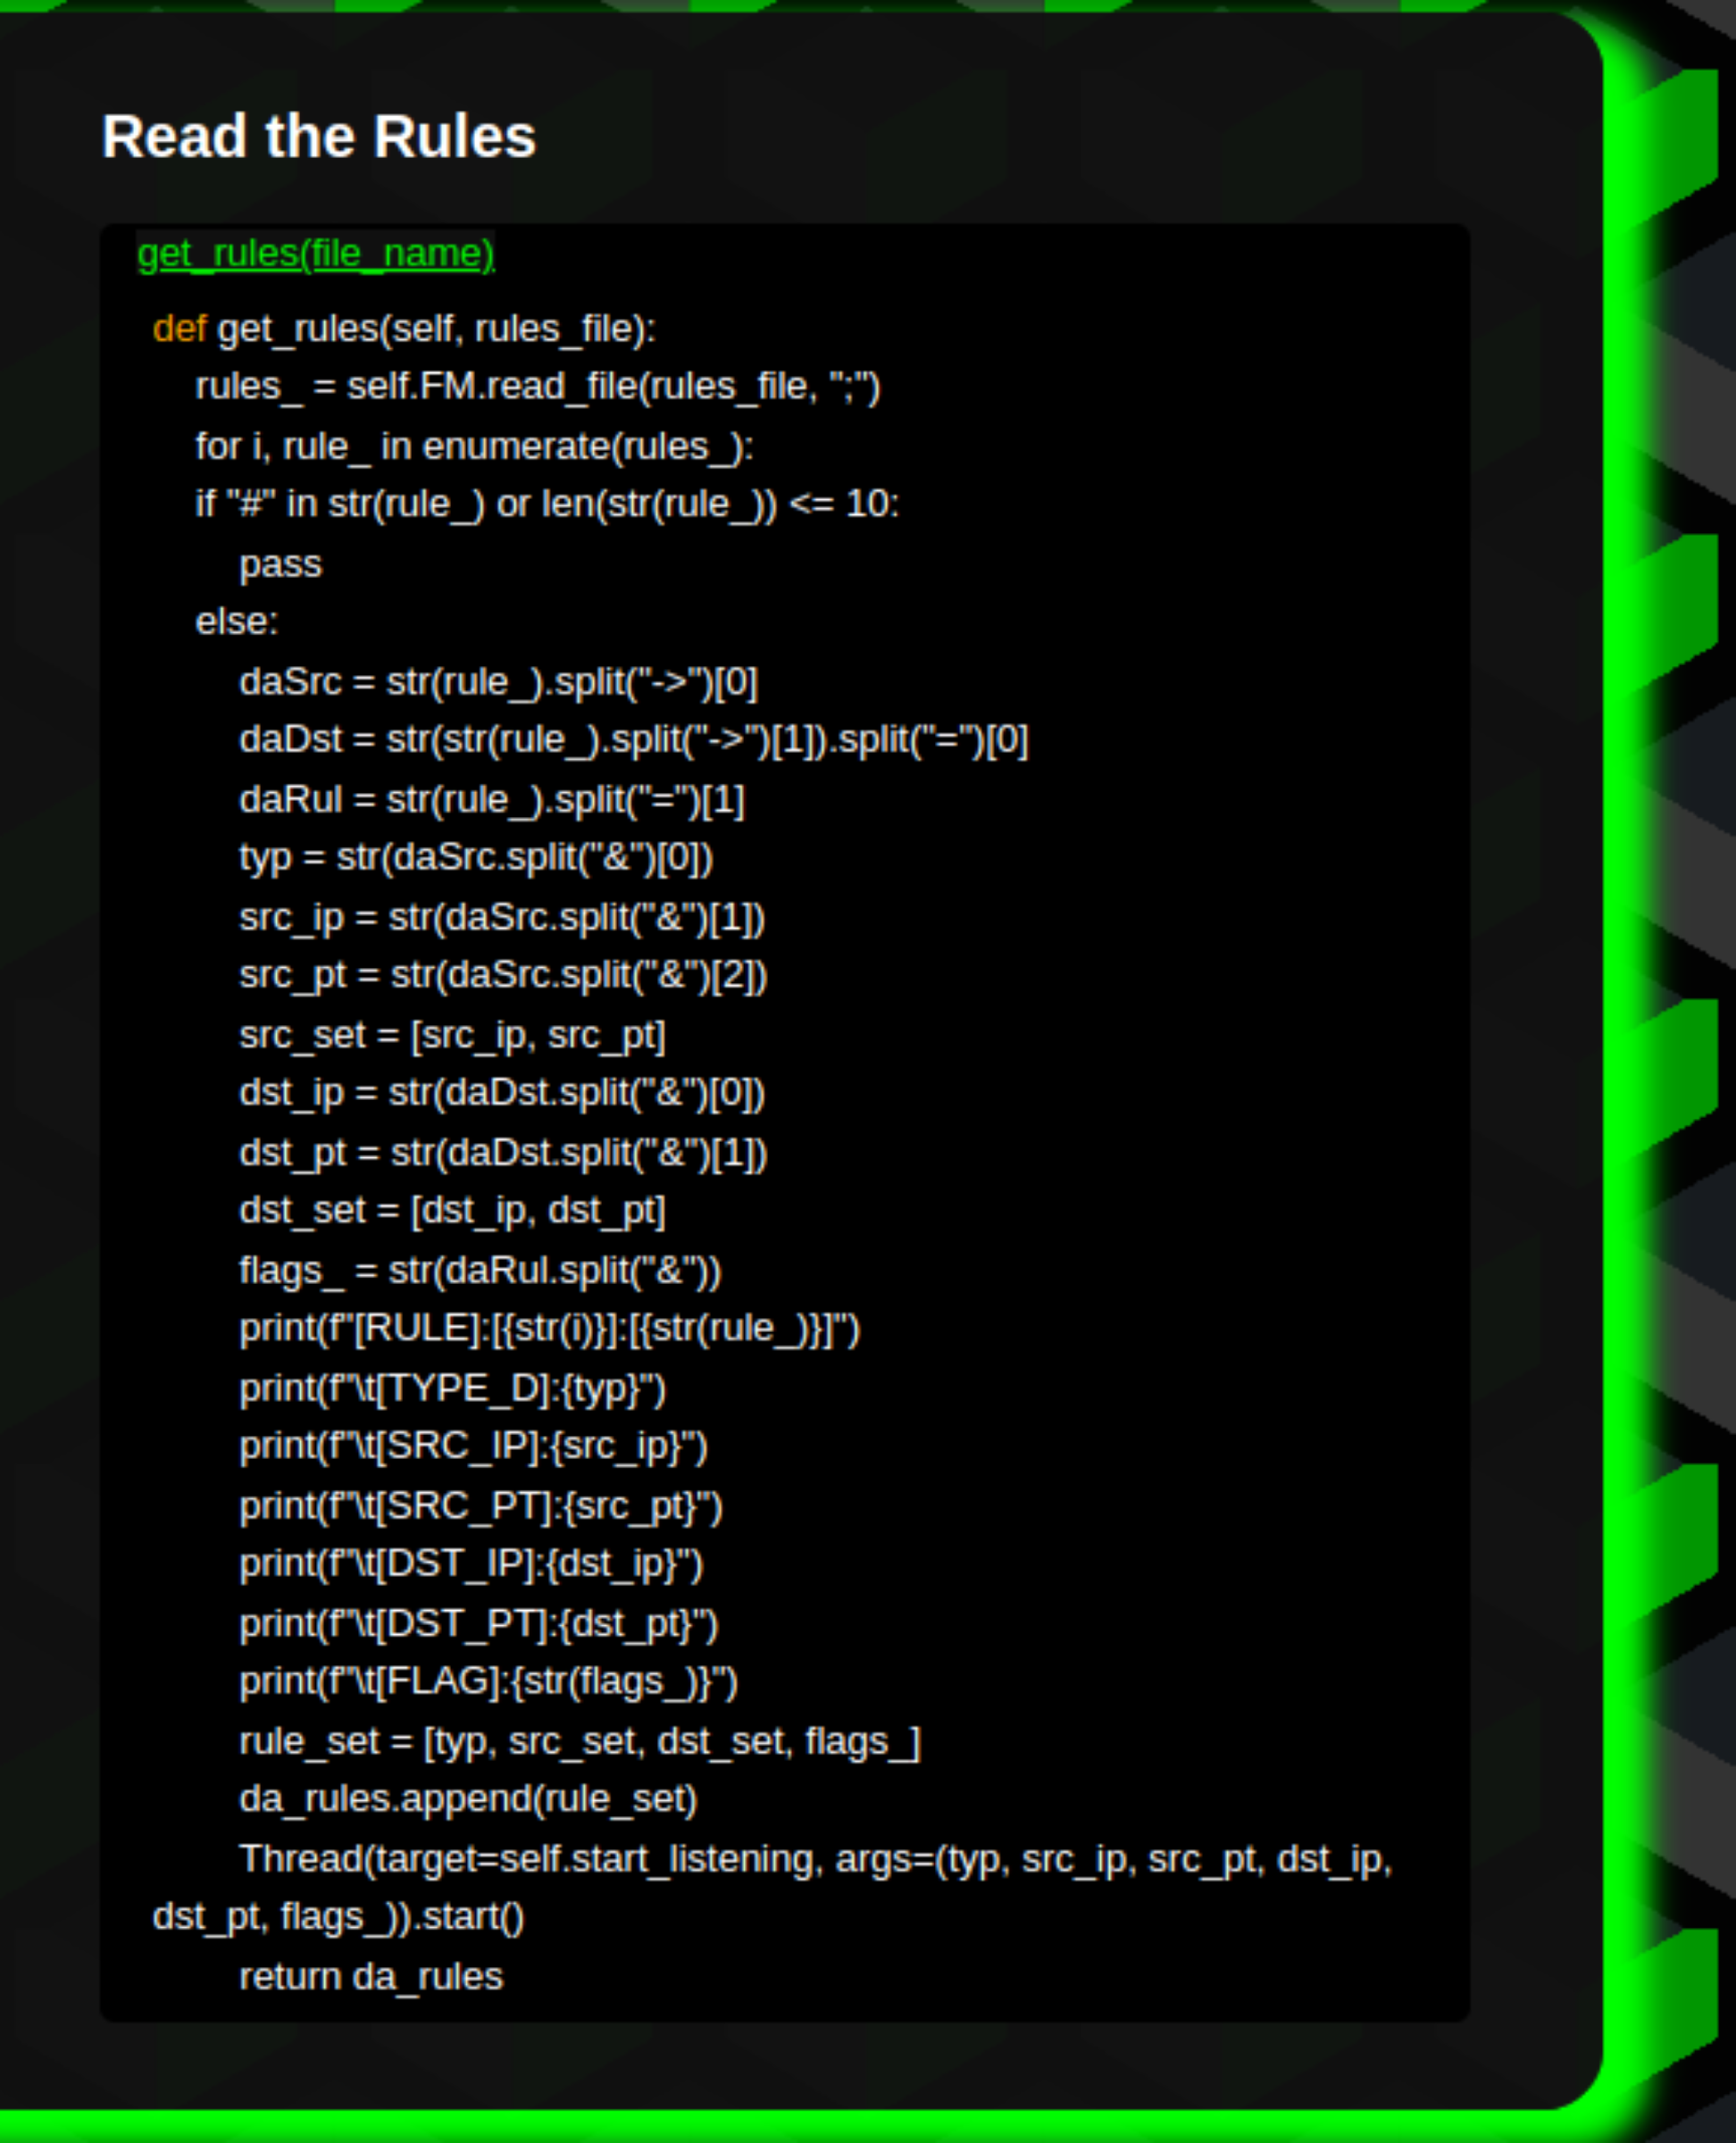 Read the Rules
get_rules(file_name)
def get_rules(self, rules_file):
rules_ = self.FM.read_file(rules_file, ";")
for i, rule_ in enumerate(rules_):
if "#" in str(rule_) or len(str(rule_)) <= 10:
pass
else:
daSrc = str(rule_).split("->")[0]
daDst = str(str(rule_).split("->")[1]).split("=")[0]
daRul = str(rule_).split("=")[1]
typ = str(daSrc.split("&")[0])
src_ip = str(daSrc.split("&")[1])
src_pt = str(daSrc.split("&")[2])
src_set = [src_ip, src_pt]
dst_ip = str(daDst.split("&")[0])
dst_pt = str(daDst.split("&")[1])
dst_set = [dst_ip, dst_pt]
flags_ = str(daRul.split("&"))
print(f"[RULE]:[{str(i)}]:[{str(rule_)}]")
print(f"\t[TYPE_D]:{typ}")
print(f"\t[SRC_IP]:{src_ip}")
print(f"\t[SRC_PT]:{src_pt}")
print(f"\t[DST_IP]:{dst_ip}")
print(f"\t[DST_PT]:{dst_pt}")
print(f"\t[FLAG]:{str(flags_)}")
rule_set = [typ, src_set, dst_set, flags_]
da_rules.append(rule_set)
Thread(target=self.start_listening, args=(typ, src_ip, src_pt, dst_ip,
dst_pt, flags_)).start()
return da_rules